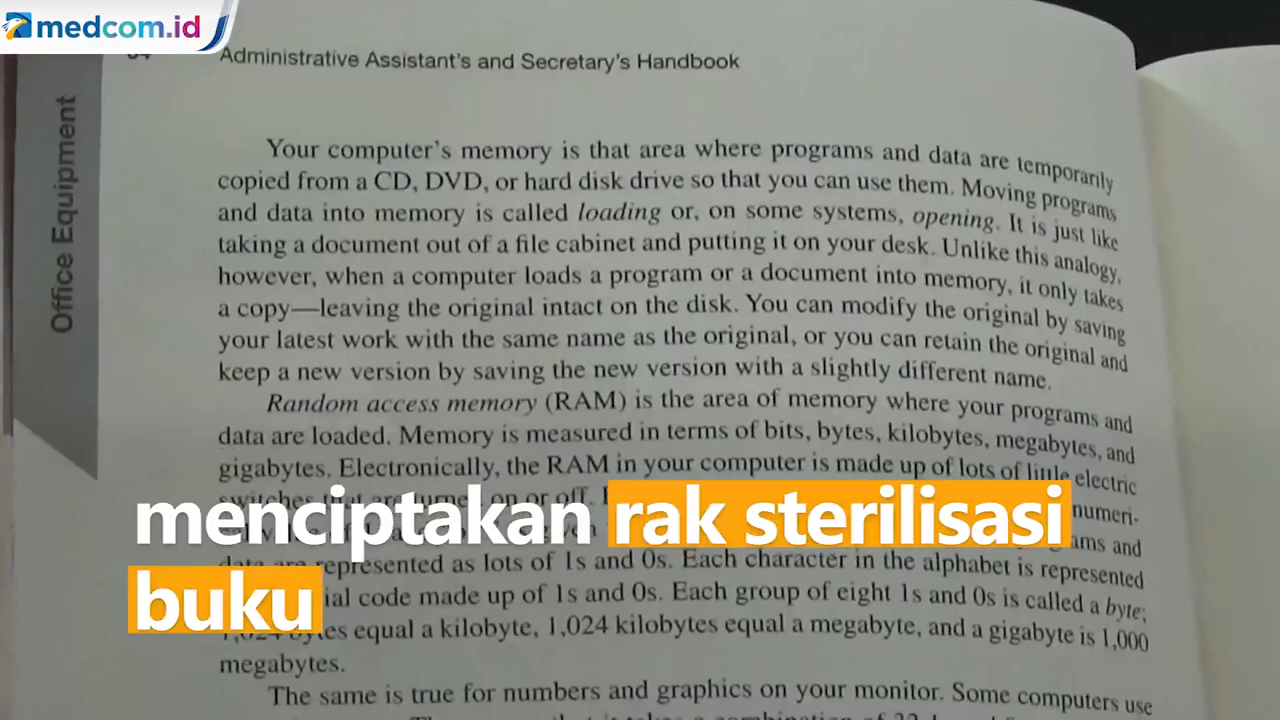 medcom.id
Administrative Assistant's and Secretary's Handbook
Office Equipment
Your computer's memory is that area where programs and data are temporarily
copied from a CD, DVD, or hard disk drive so that you can use them. Moving programs
and data into memory is called loading or, on some systems, opening. It is just like
taking a document out of a file cabinet and putting it on your desk. Unlike this analogy,
however, when a computer loads a program or a document into memory, it only takes
a copy—leaving the original intact on the disk. You can modify the original by saving
your latest work with the same name as the original, or you can retain the original and
keep a new version by saving the new version with a slightly different name.
Random access memory (RAM) is the area of memory where your programs and
data are loaded. Memory is measured in terms of bits, bytes, kilobytes, megabytes, and
gigabytes. Electronically, the RAM in your computer is made up of lots of little electric
switches that are turned on or off.
numeri-
and
data are represented as lots of 1s and 0s. Each character in the alphabet is represented
code made up of 1s and 0s. Each group of eight 1s and 0s is called a byte;
1,024 bytes equal a kilobyte, 1,024 kilobytes equal a megabyte, and a gigabyte is 1,000
megabytes.
The same is true for numbers and graphics on your monitor. Some computers use
menciptakan rak sterilisasi
buku